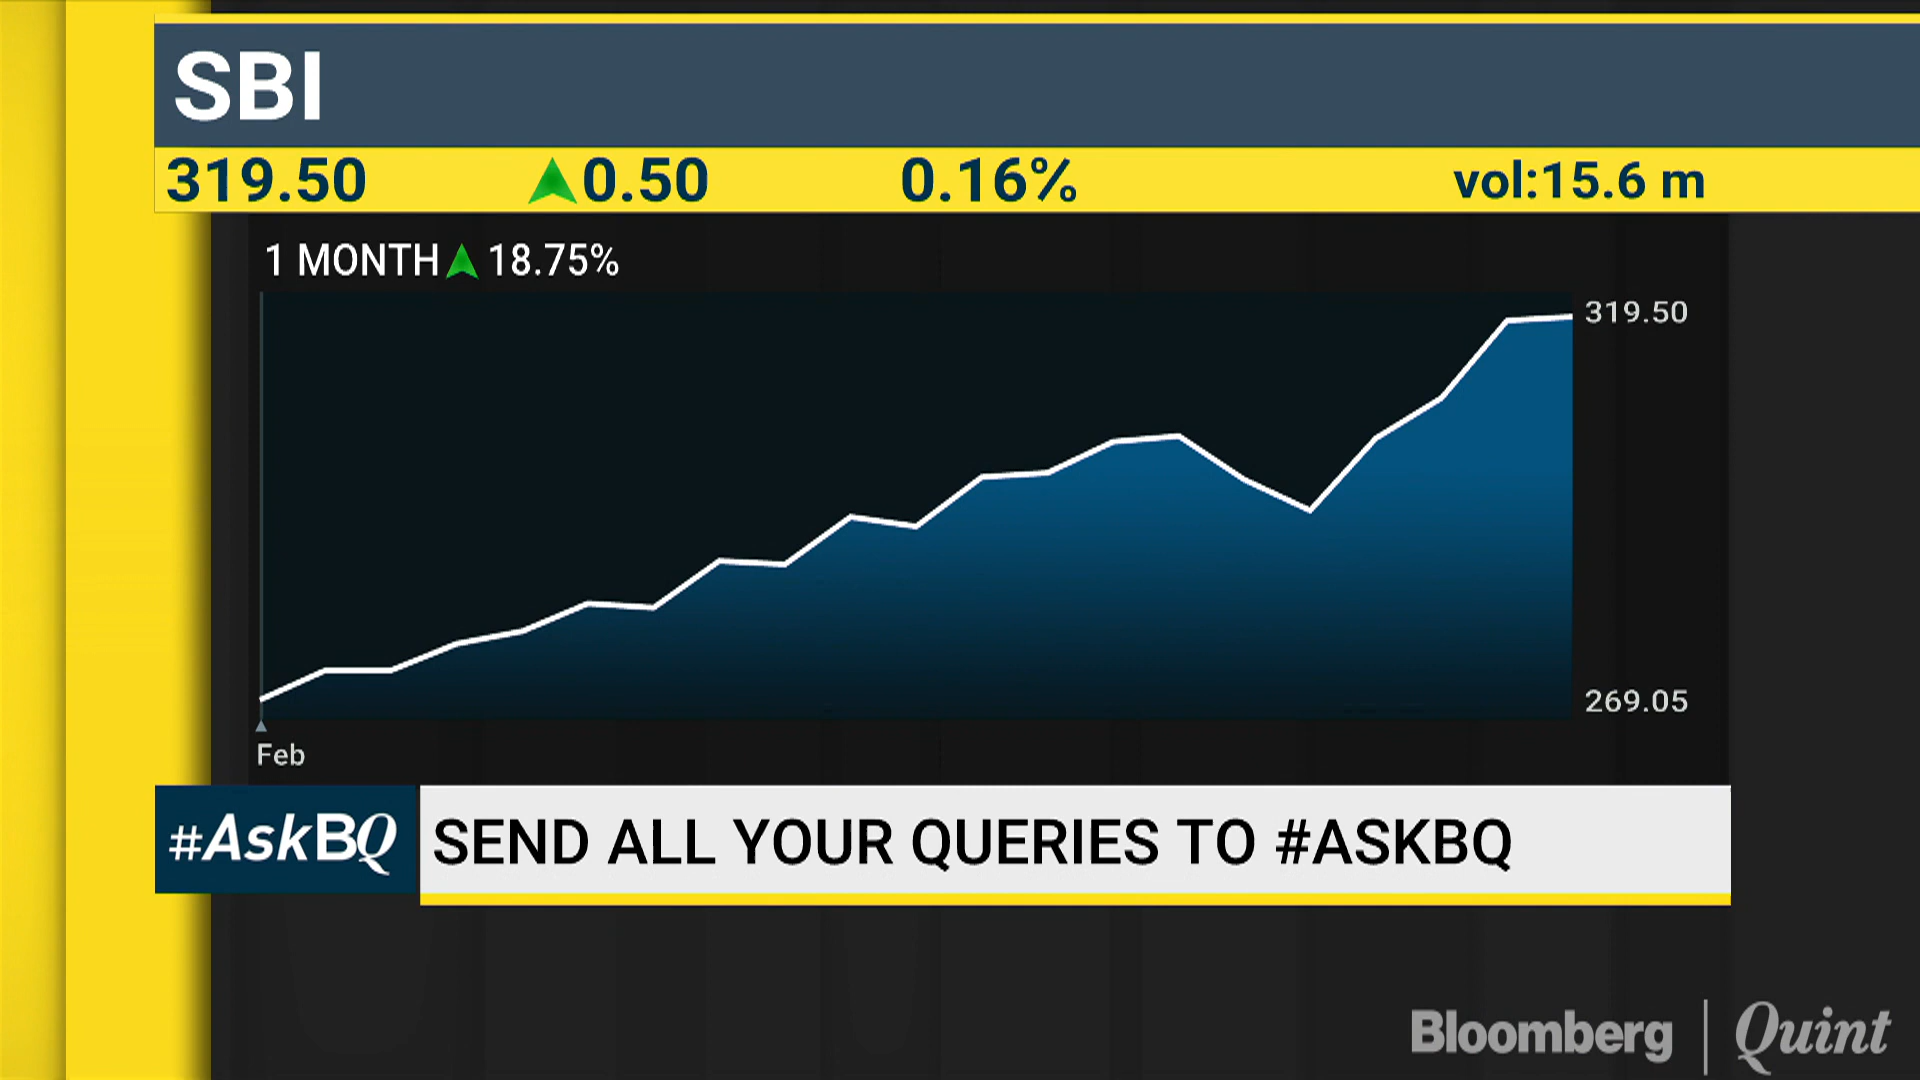 SBI
319.50 0.50 0.16% vol:15.6 m
1 MONTH 18.75%
319.50
269.05
Feb
#AskBQ SEND ALL YOUR QUERIES TO #ASKBQ
Bloomberg | Quint